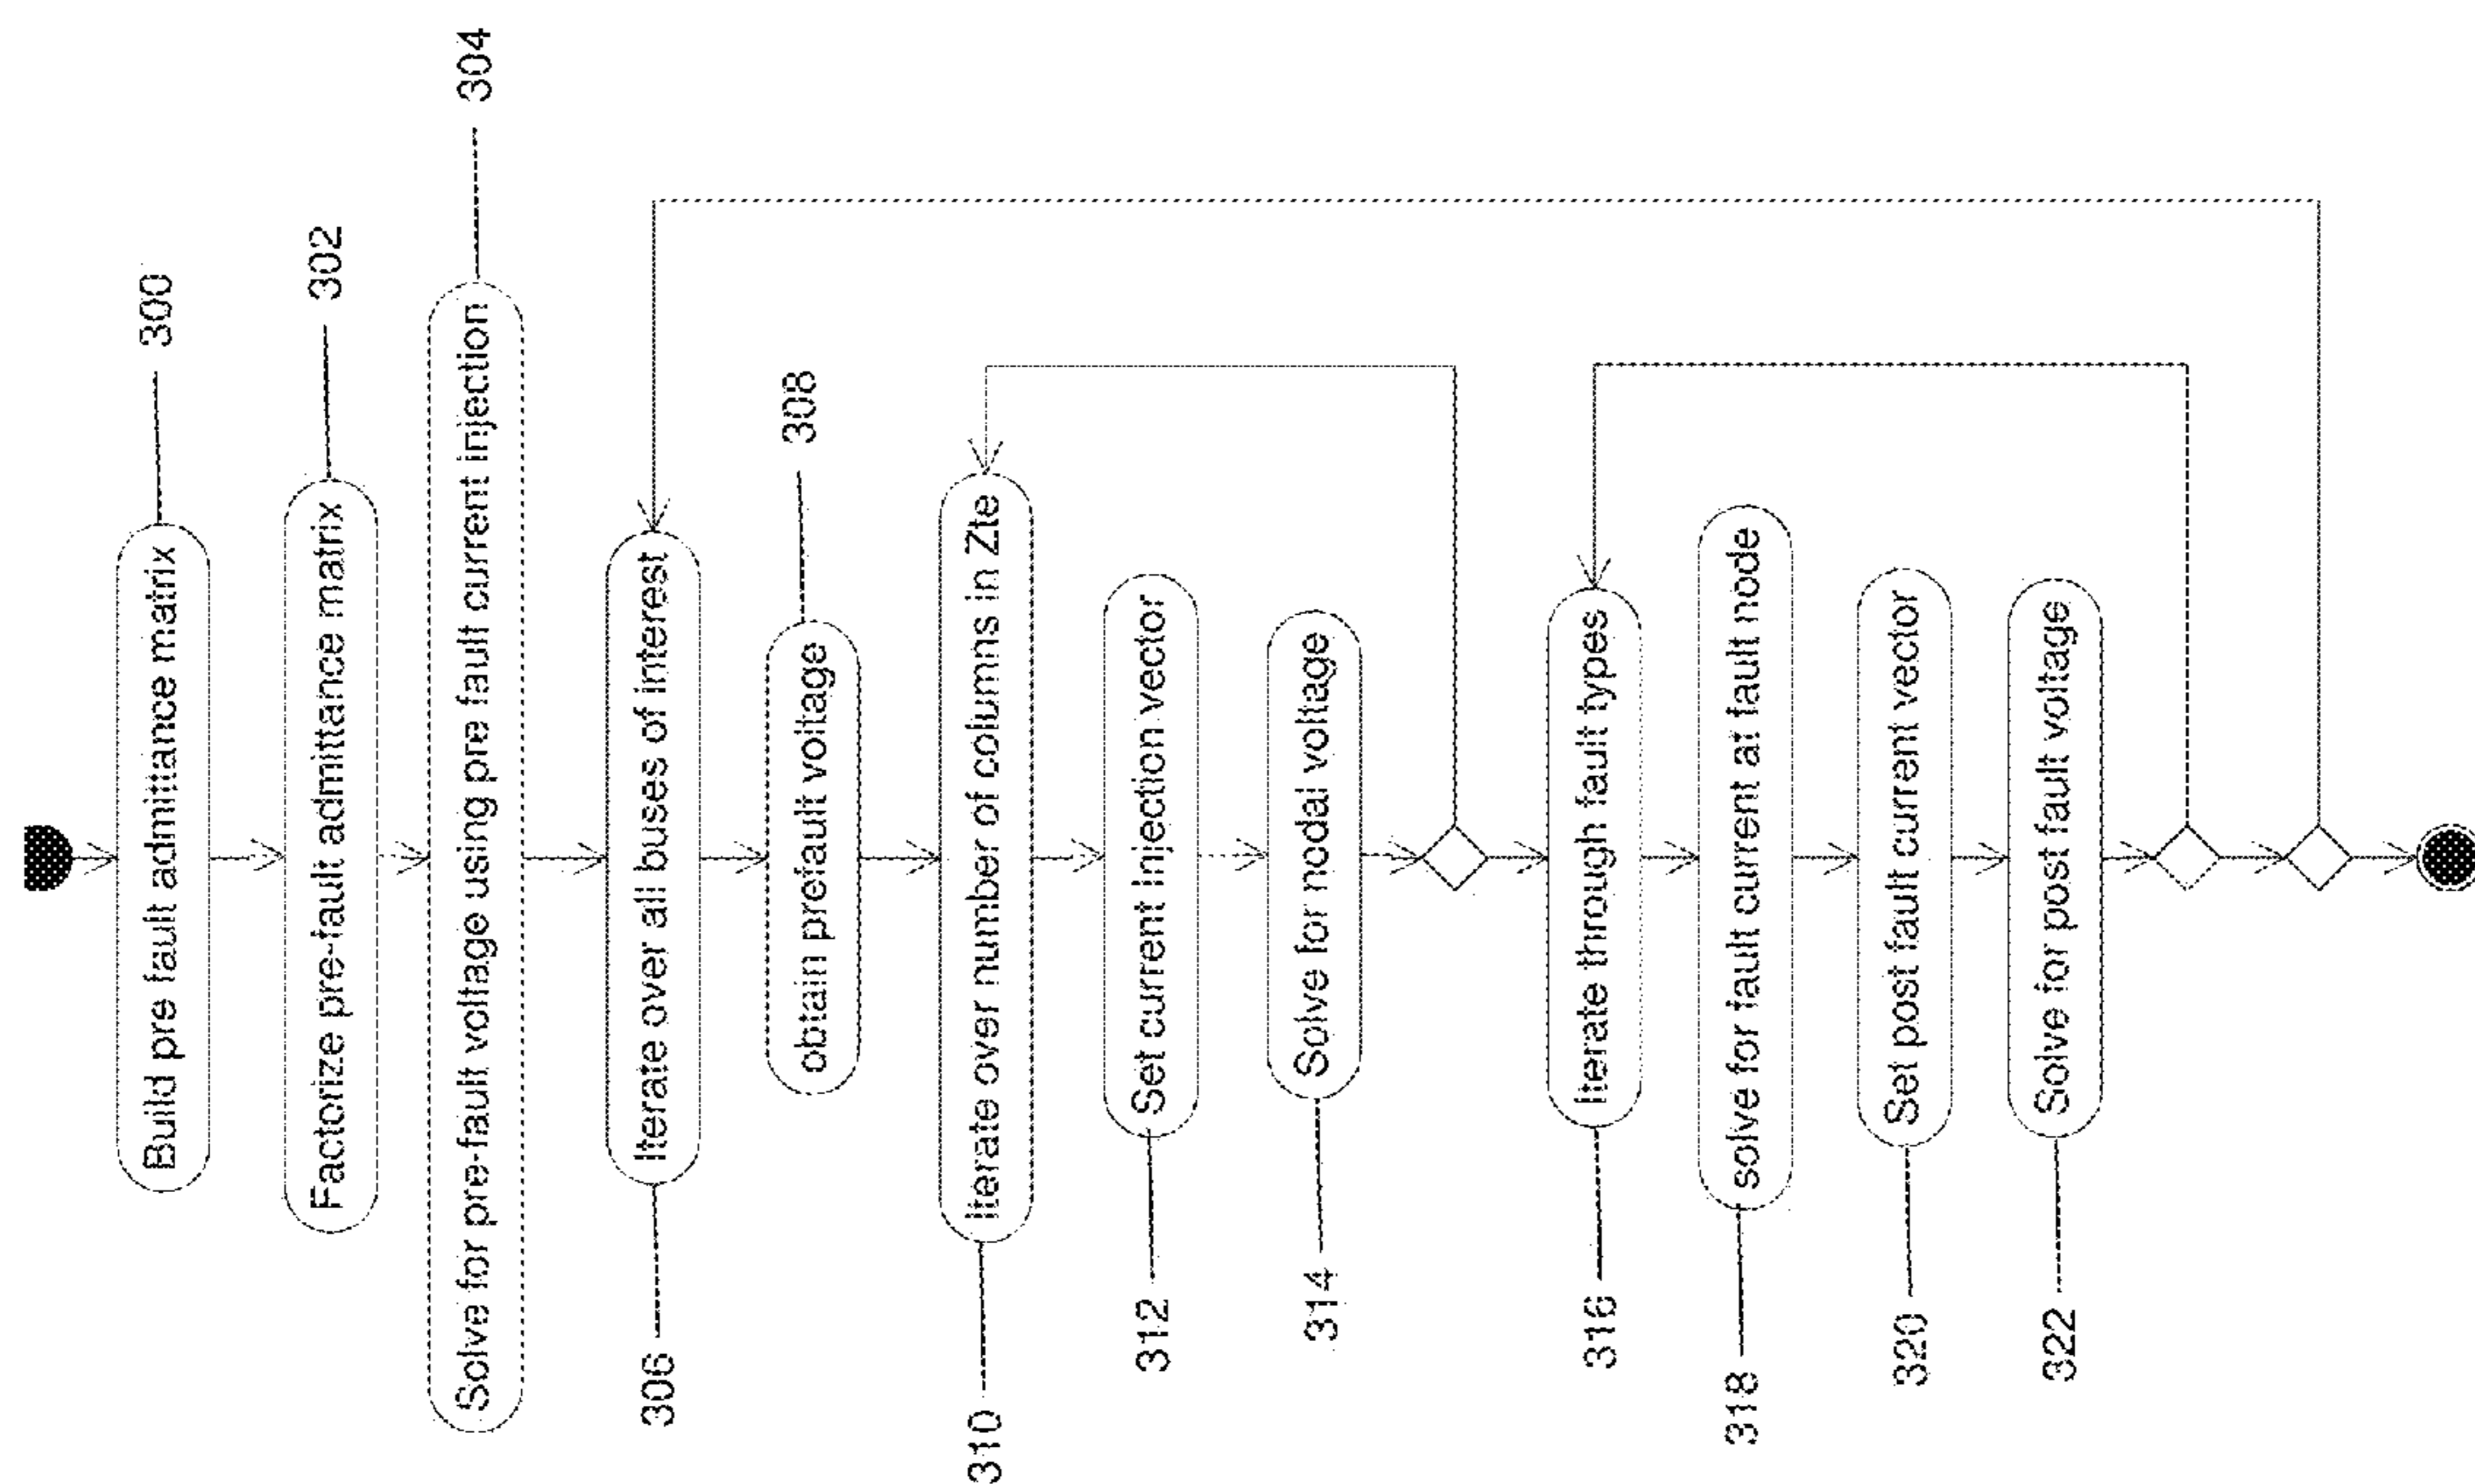 Build pre fault admittance matrix
300
Factorize pre-fault admittance matrix
302
Solve for pre-fault voltage using pre fault current injection
304
306
Iterate over all buses of interest
obtain prefault voltage
308
310
Iterate over number of columns in Zte
312
Set current Injection vector
314
Solve for nodal voltage
316
Iterate through fault types
318
solve for fault current at fault node
320
Set post fault current vector
322
Solve for post fault voltage